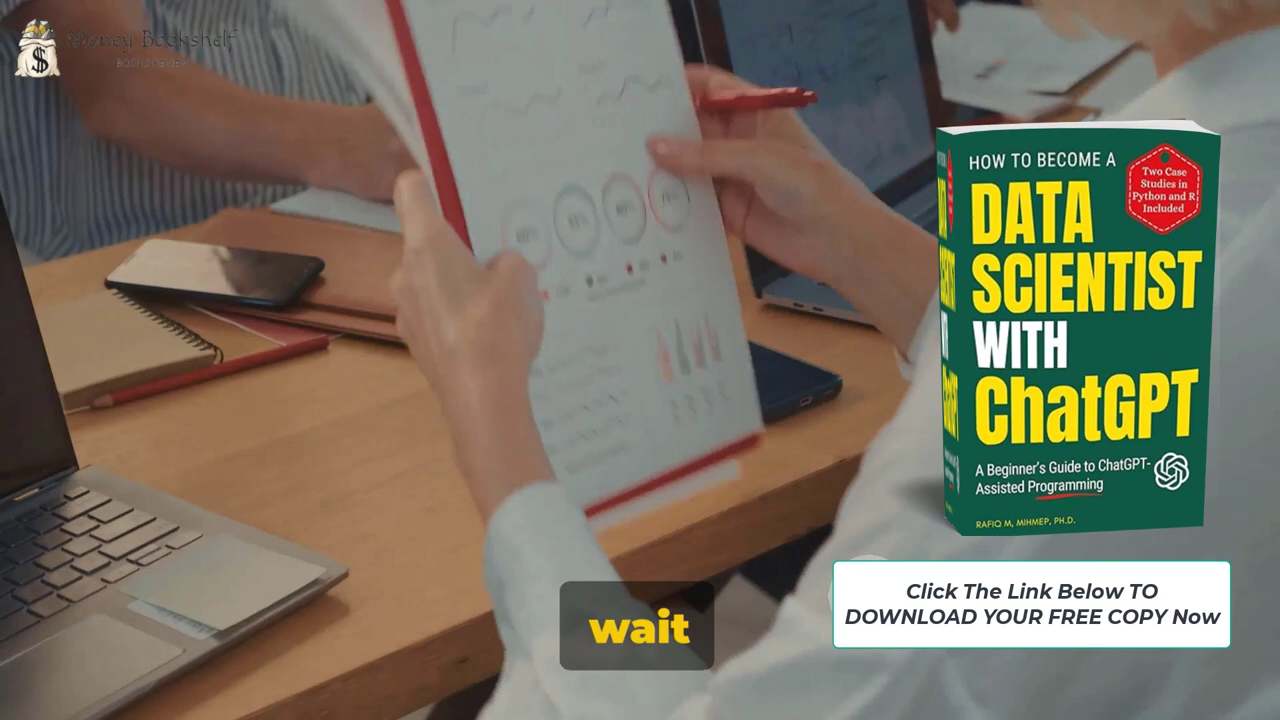 Money Bookshelf
HOW TO BECOME A
DATA
SCIENTIST
WITH
ChatGPT
Two Case
Studies in
Python and R
Included
A Beginner's Guide to ChatGPT-
Assisted Programming
RAFIQ M, MIHMEP, PH.D.
Click The Link Below TO
DOWNLOAD YOUR FREE COPY Now
wait